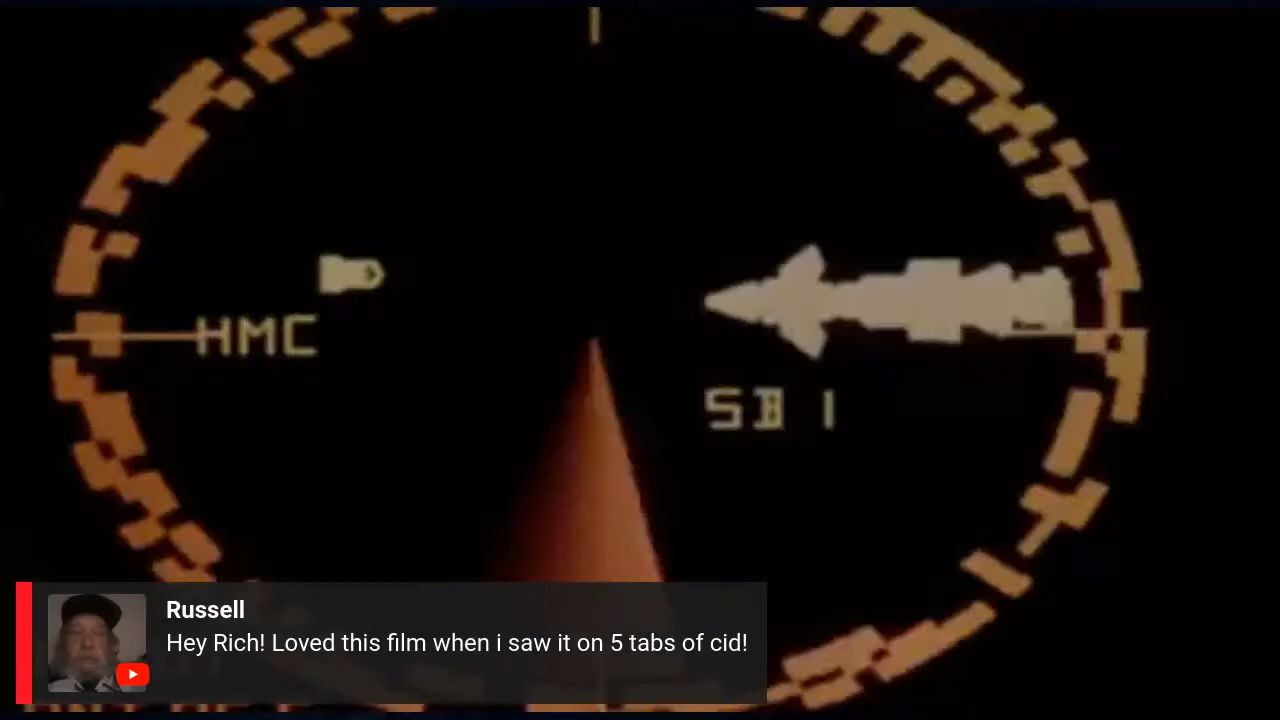 HMC
SB 1
Russell
Hey Rich! Loved this film when i saw it on 5 tabs of cid!